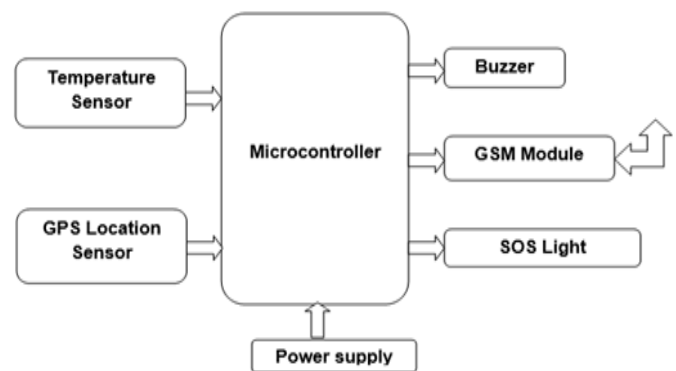 Temperature
Sensor
GPS Location
Sensor
Microcontroller
Buzzer
GSM Module
SOS Light
Power supply